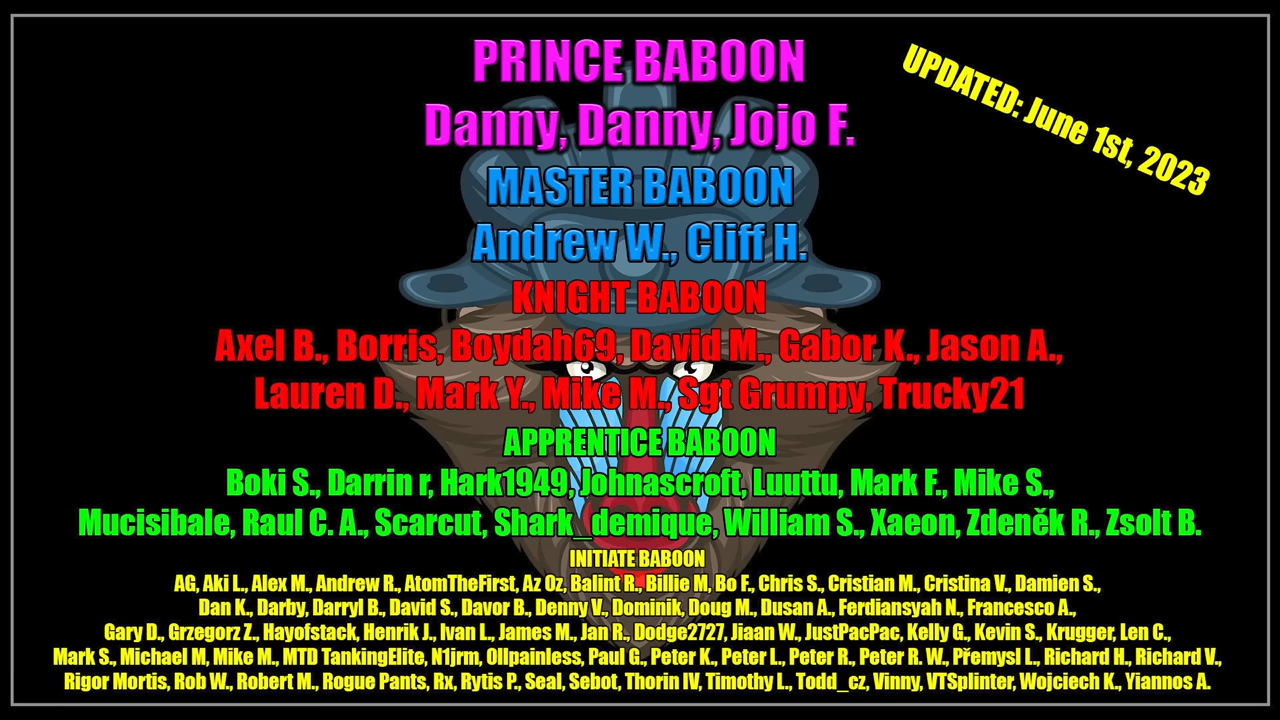 PRINCE BABOON
Danny, Danny, Jojo F.
UPDATED: June 1st, 2023
MASTER BABOON
Andrew W., Cliff H.
KNIGHT BABOON
Axel B., Borris, Boydah69, David M., Gabor K., Jason A.,
Lauren D., Mark Y., Mike M., Sgt Grumpy, Trucky21
APPRENTICE BABOON
Boki S., Darrin r, Hark1949, Johnascroft, Luuttu, Mark F., Mike S.,
Mucisibale, Raul C. A., Scarcut, Shark_demique, William S., Xaeon, Zdeněk R., Zsolt B.
INITIATE BABOON
AG, Aki L., Alex M., Andrew R., AtomTheFirst, Az Oz, Balint R., Billie M, Bo F., Chris S., Cristian M., Cristina V., Damien S.,
Dan K., Darby, Darryl B., David S., Davor B., Denny V., Dominik, Doug M., Dusan A., Ferdiansyah N., Francesco A.,
Gary D., Grzegorz Z., Hayofstack, Henrik J., Ivan L., James M., Jan R., Dodge2727, Jiaan W., JustPacPac, Kelly G., Kevin S., Krugger, Len C.,
Mark S., Michael M, Mike M., MTD TankingElite, N1jrm, Ollpainless, Paul G., Peter K., Peter L., Peter R., Peter R. W., Přemysl L., Richard H., Richard V.,
Rigor Mortis, Rob W., Robert M., Rogue Pants, Rx, Rytis P., Seal, Sebot, Thorin IV, Timothy L., Todd_cz, Vinny, VTSplinter, Wojciech K., Yiannos A.